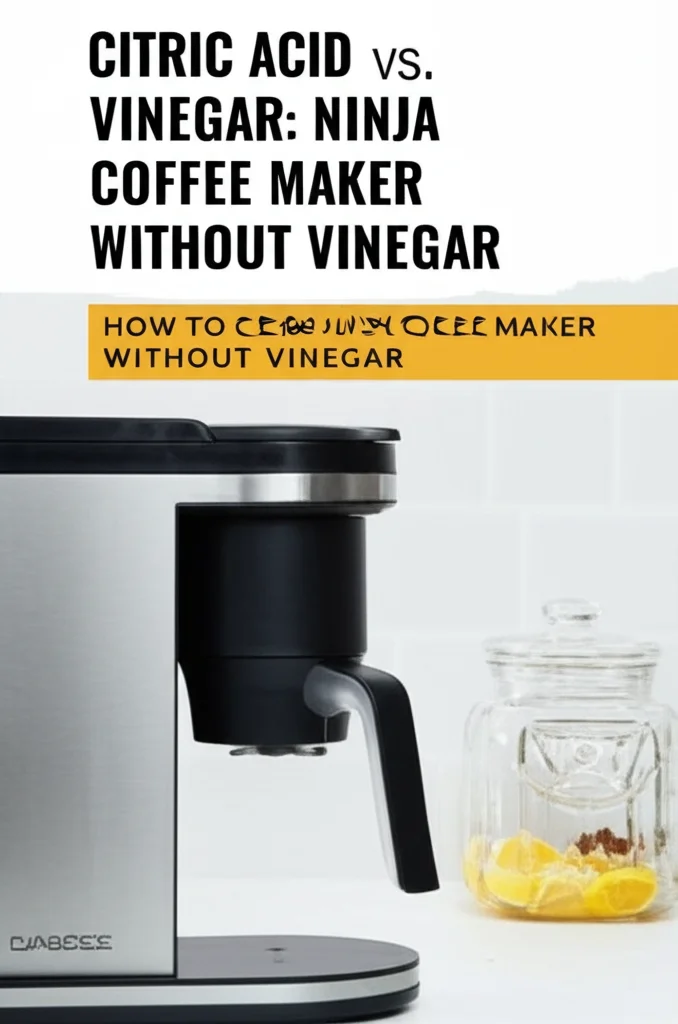 CITRIC ACID VS.
VINEGAR: NINJA
COFFEE MAKER
WITHOUT VINEGAR
HOW TO MAKER
WITHOUT VINEGAR